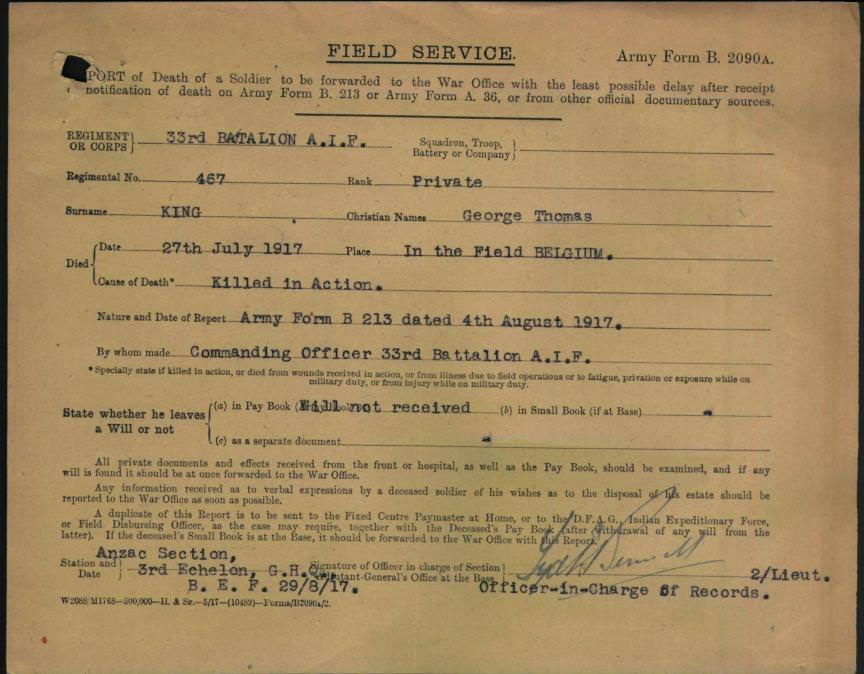 FIELD SERVICE.
Army Form B. 2090A.
PORT of Death of a Soldier to be forwarded to the War Office with the least possible delay after receipt
notification of death on Army Form B. 213 or Army Form A. 36, or from other official documentary sources.
REGIMENT OR CORPS} 33rd BATALION A.I.F. Squadron, Troop, Battery or Company}
Regimental No. 467 Rank Private
Surname KING Christian Names George Thomas
Died { Date 27th July 1917 Place In the Field BELGIUM.
Cause of Death* Killed in Action.
Nature and Date of Report Army Form B 213 dated 4th August 1917.
By whom made Commanding Officer 33rd Battalion A.I.F.
* Specially state if killed in action, or died from wounds received in action, or from illness due to field operations or to fatigue, privation or exposure while on
military duty, or from injury while on military duty.
State whether he leaves a Will or not { (a) in Pay Book ( Will not received (b) in Small Book (if at Base) -
(c) as a separate document -
All private documents and effects received from the front or hospital, as well as the Pay Book, should be examined, and if any
will is found it should be at once forwarded to the War Office.
Any information received as to verbal expressions by a deceased soldier of his wishes as to the disposal of his estate should be
reported to the War Office as soon as possible.
A duplicate of this Report is to be sent to the Fixed Centre Paymaster at Home, or to the D.F.A.G., Indian Expeditionary Force,
or Field Disbursing Officer, as the case may require, together with the Deceased's Pay Book (after withdrawal of any will from the
latter). If the deceased's Small Book is at the Base, it should be forwarded to the War Office with this Report.
Anzac Section,
Station and Date } 3rd Echelon, G.H.Q. Signature of Officer in charge of Section Adjutant-General's Office at the Base } 2/Lieut.
B. E. F. 29/8/17. Officer-in-Charge of Records.
W2088/M1768—500,000—H. & Sr.—5/17—(10489)—Forms/B2090A/2.